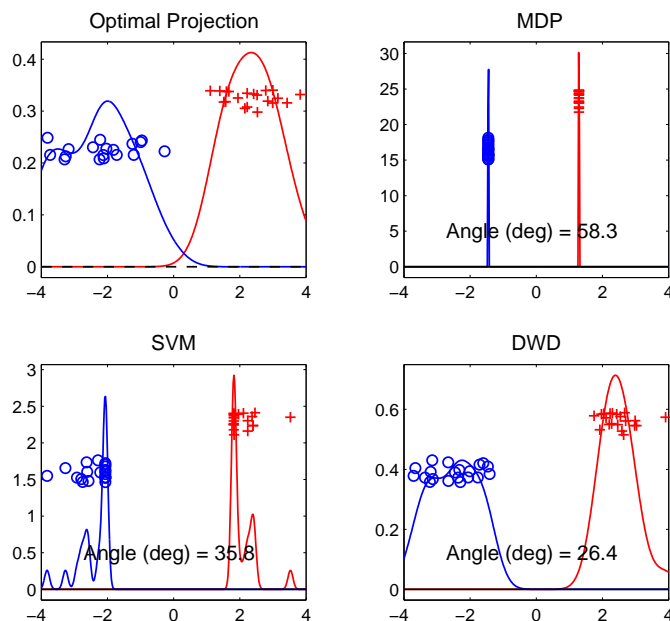 Optimal Projection
0.4
0.3
0.2
0.1
0
−4 −2 0 2 4
MDP
30
25
20
15
10
5
0
Angle (deg) = 58.3
−4 −2 0 2 4
SVM
3
2.5
2
1.5
1
0.5
0
Angle (deg) = 35.8
−4 −2 0 2 4
DWD
0.6
0.4
0.2
0
Angle (deg) = 26.4
−4 −2 0 2 4